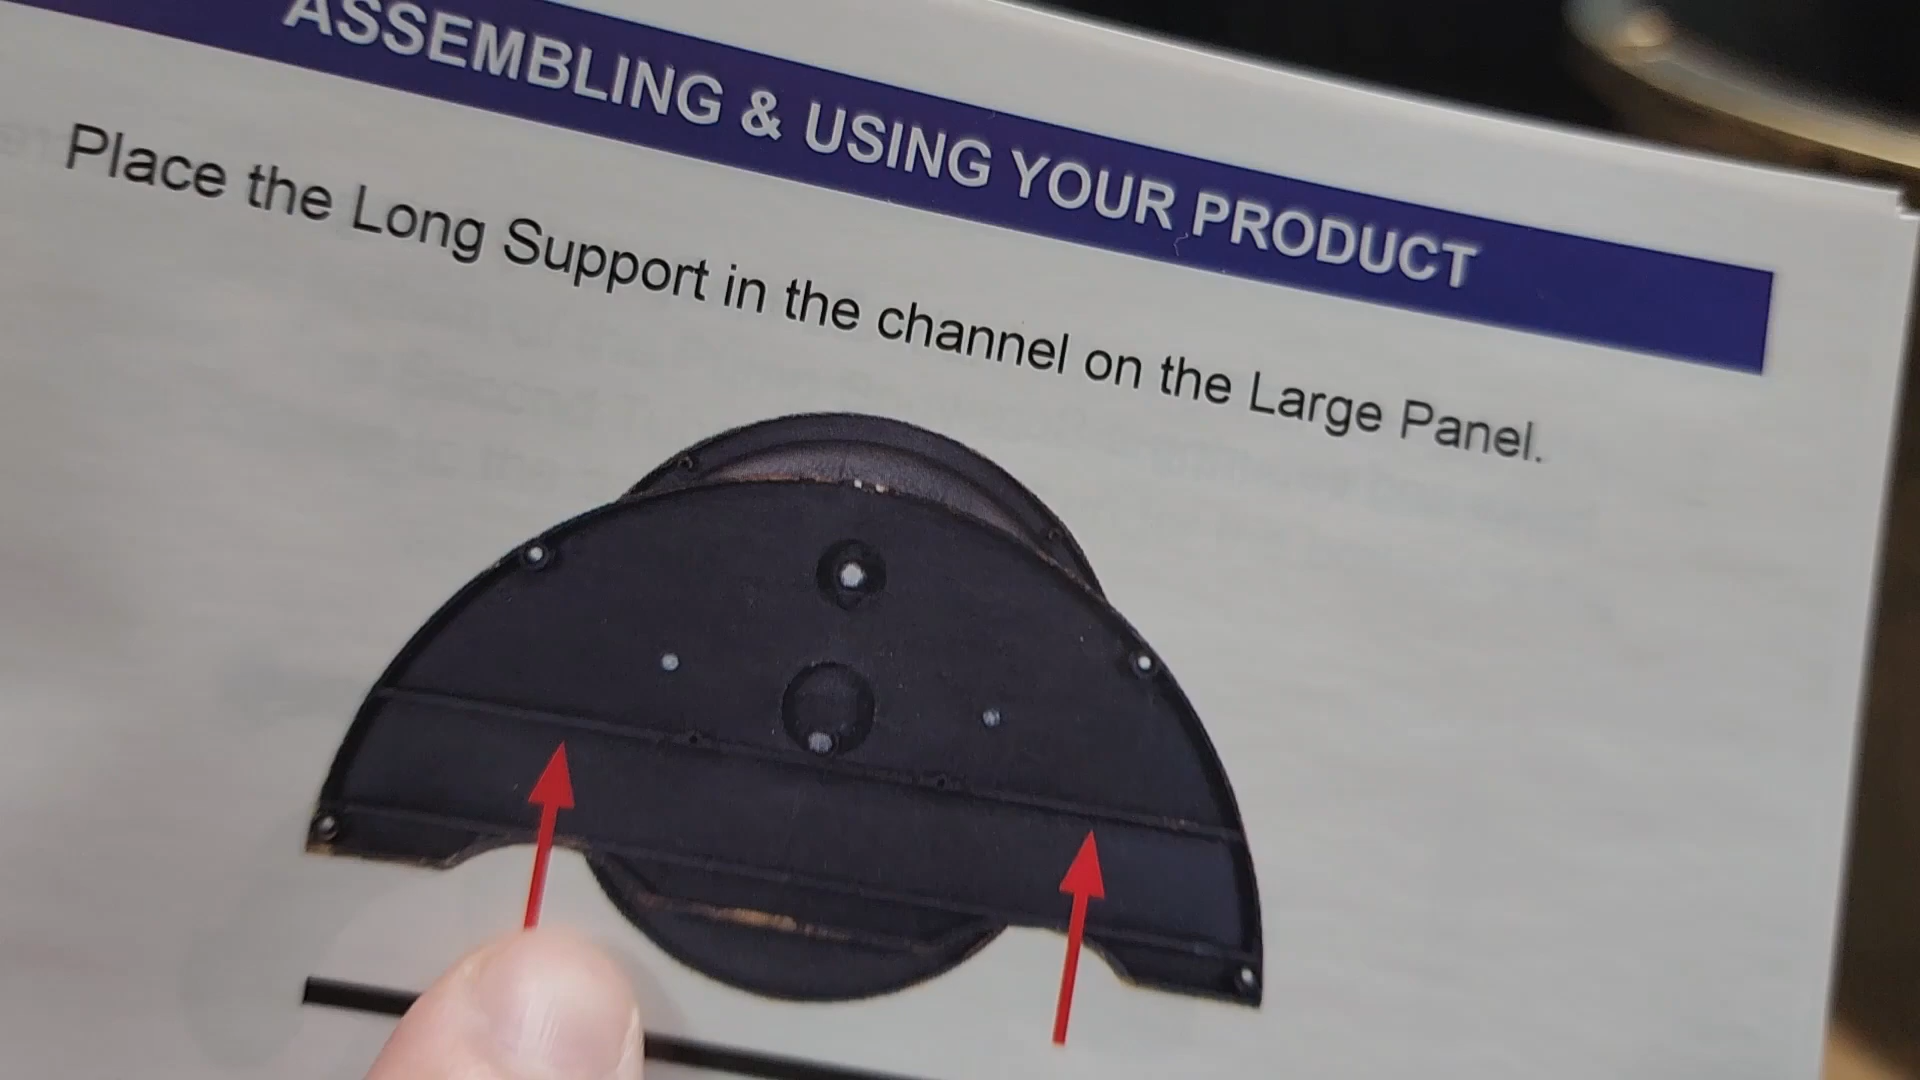 ASSEMBLING & USING YOUR PRODUCT
Place the Long Support in the channel on the Large Panel.